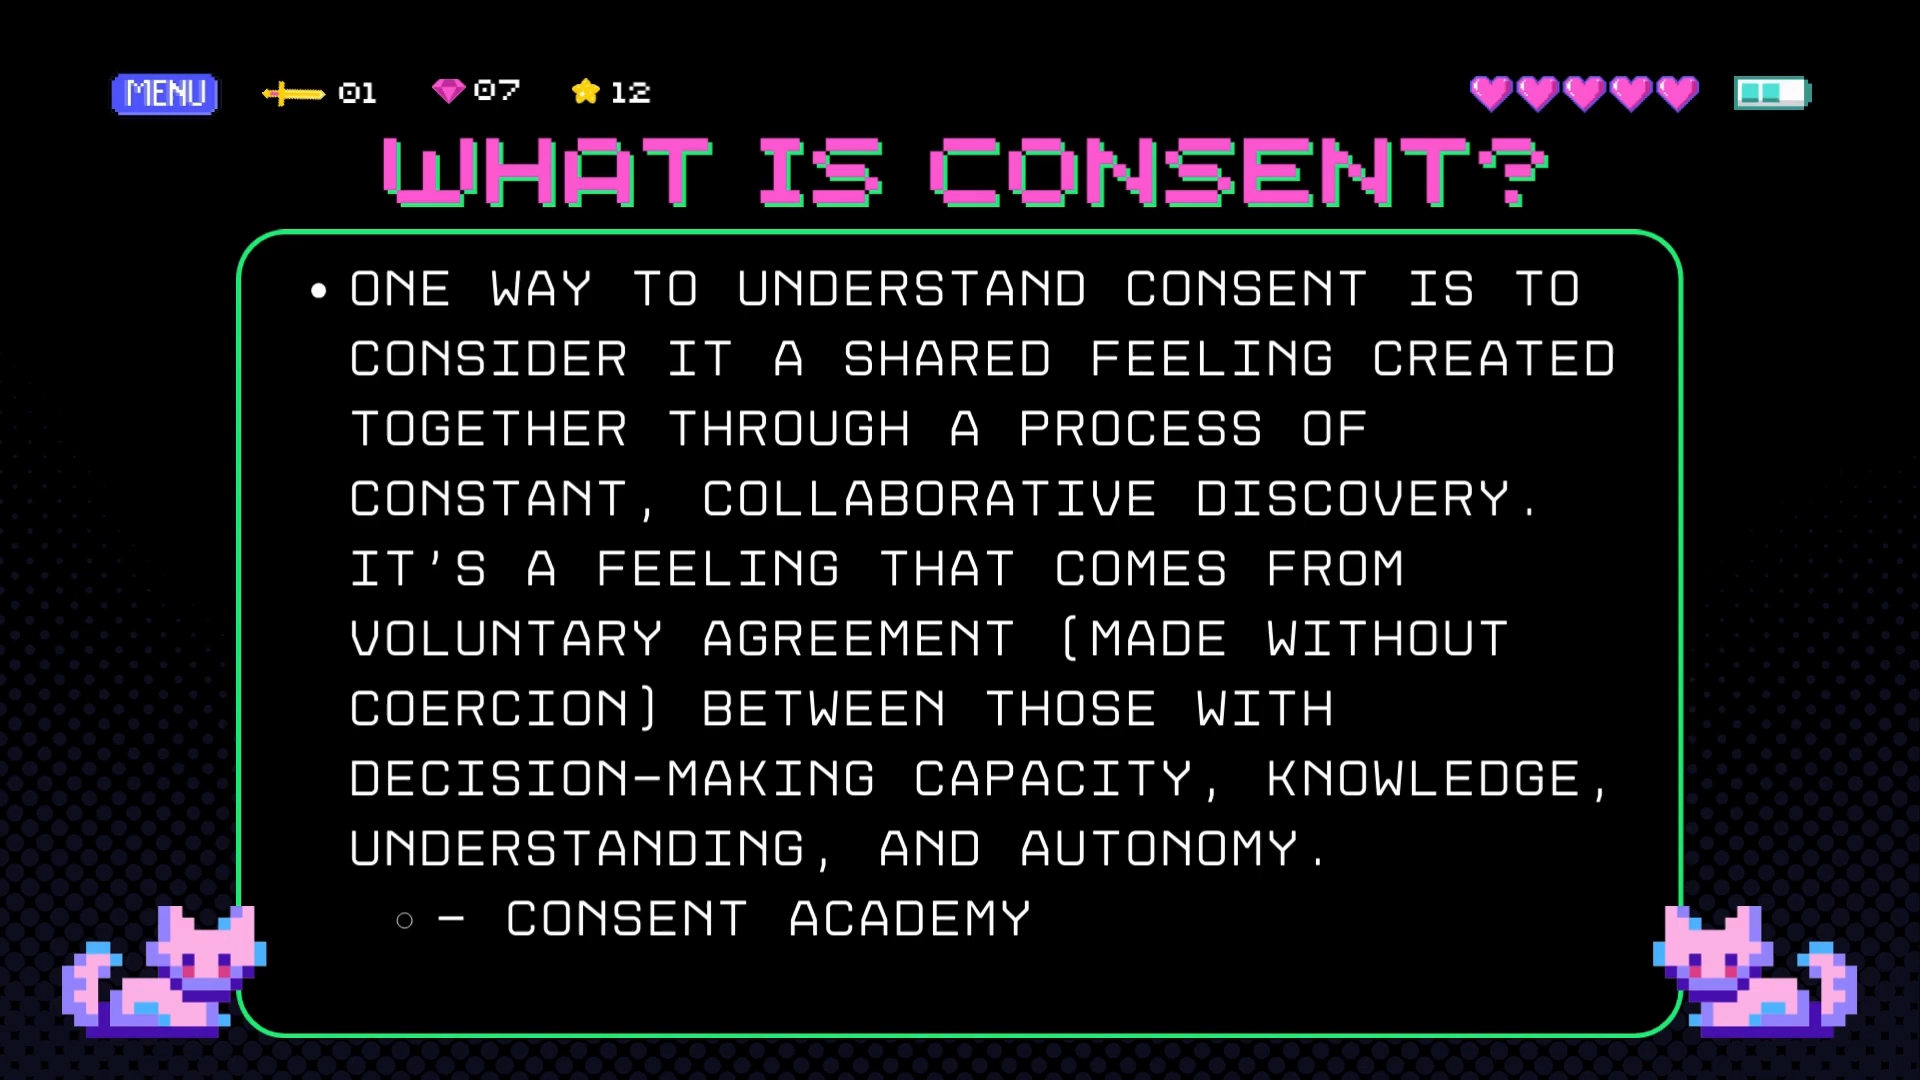 MENU 01 07 12
WHAT IS CONSENT?
• ONE WAY TO UNDERSTAND CONSENT IS TO
CONSIDER IT A SHARED FEELING CREATED
TOGETHER THROUGH A PROCESS OF
CONSTANT, COLLABORATIVE DISCOVERY.
IT'S A FEELING THAT COMES FROM
VOLUNTARY AGREEMENT (MADE WITHOUT
COERCION) BETWEEN THOSE WITH
DECISION-MAKING CAPACITY, KNOWLEDGE,
UNDERSTANDING, AND AUTONOMY.
○ – CONSENT ACADEMY